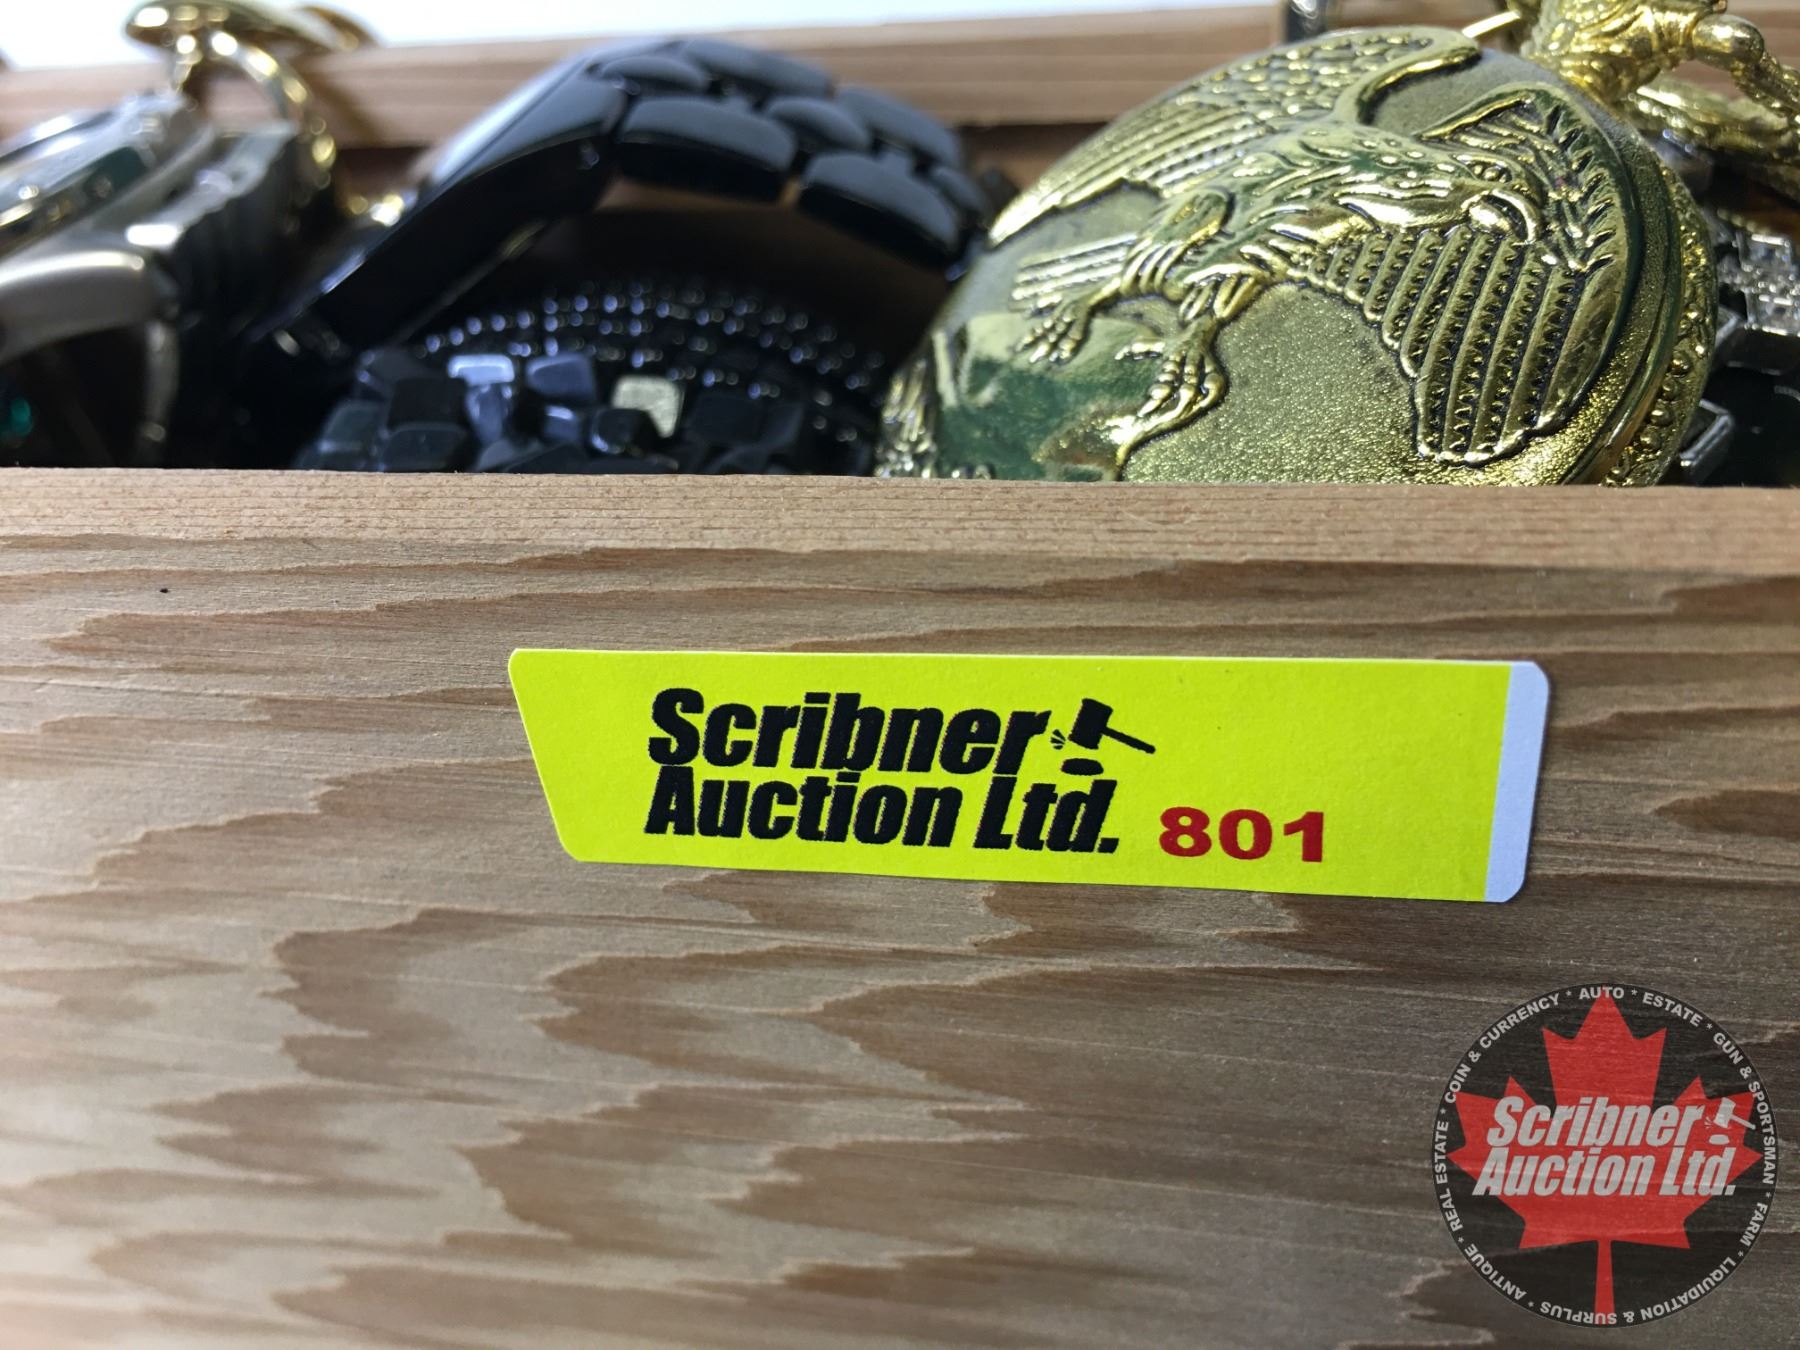 Scribner
Auction Ltd. 801
COIN & CURRENCY * AUTO * ESTATE * GUN & SPORTSMAN * FARM * LIQUIDATION & SURPLUS * ANTIQUE * REAL ESTATE *
Scribner
Auction Ltd.